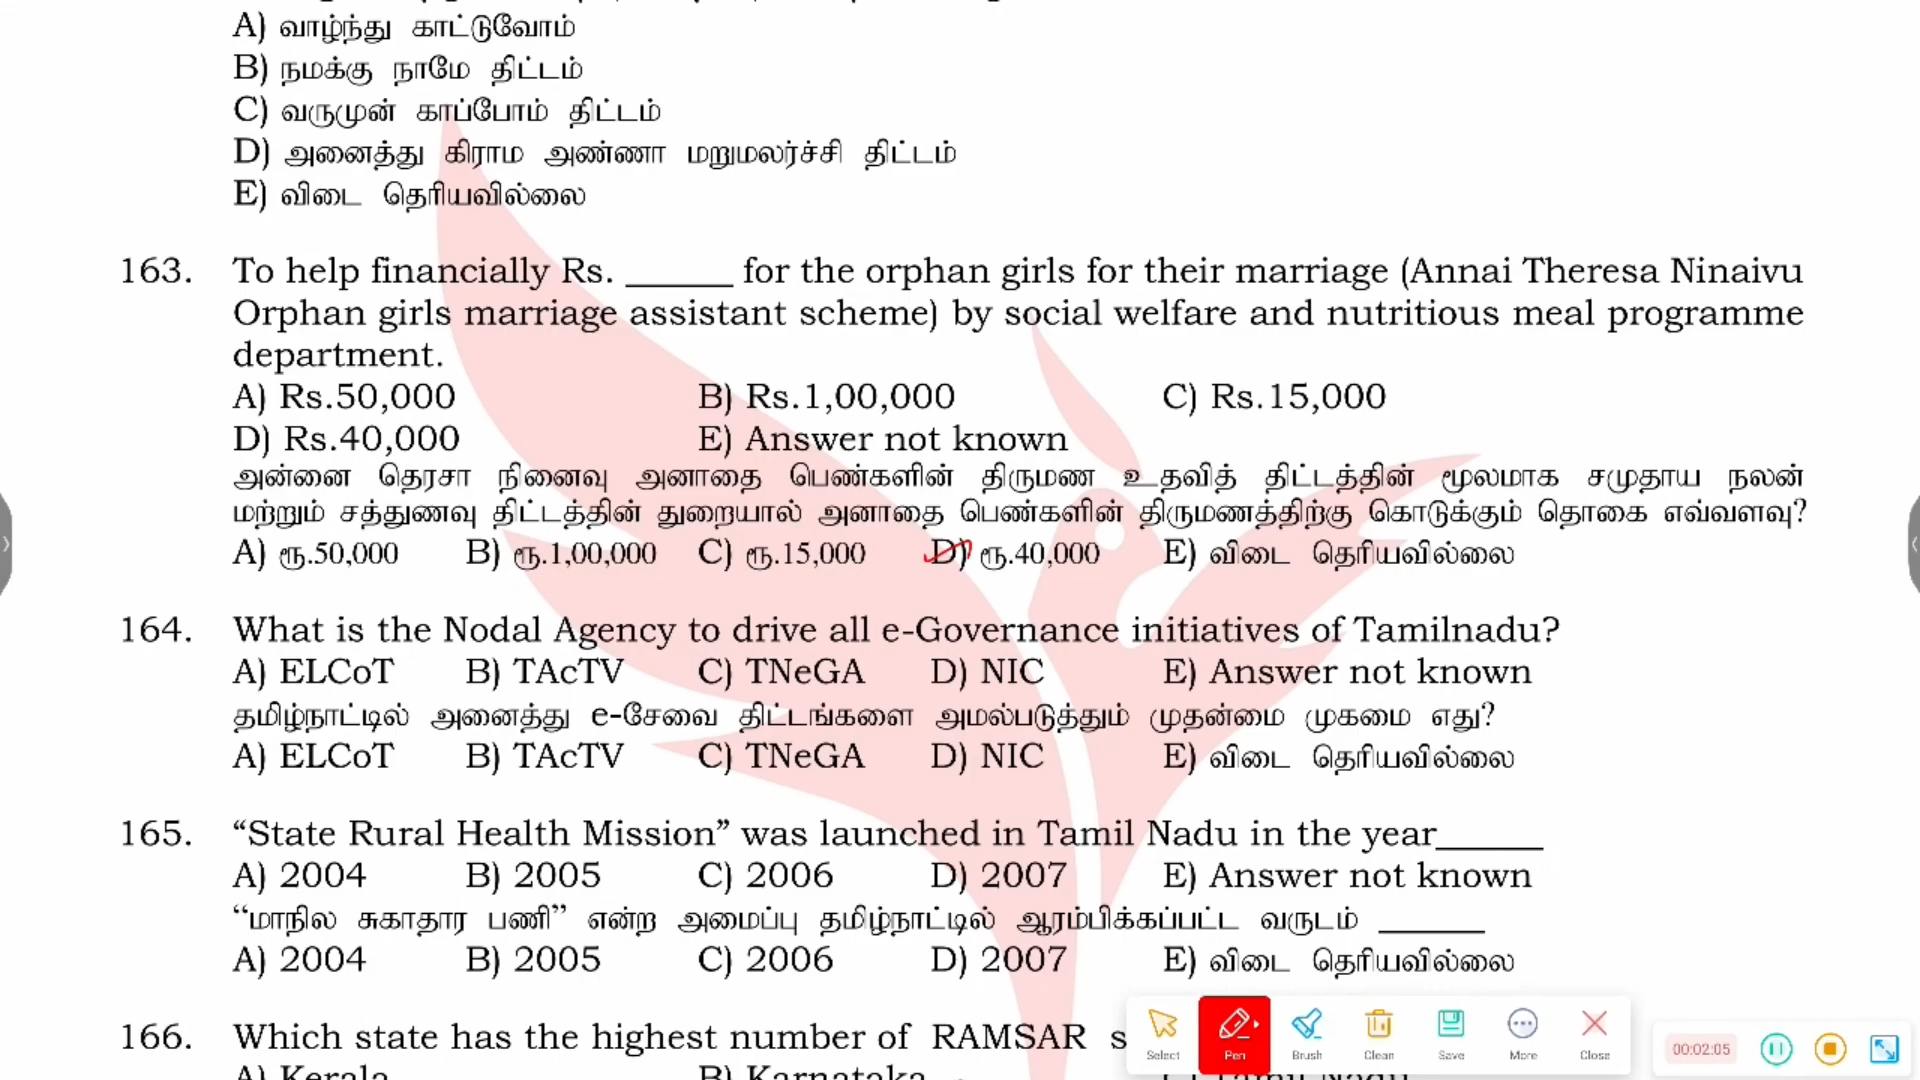 A) வாழ்ந்து காட்டுவோம்
B) நமக்கு நாமே திட்டம்
C) வருமுன் காப்போம் திட்டம்
D) அனைத்து கிராம அண்ணா மறுமலர்ச்சி திட்டம்
E) விடை தெரியவில்லை
163. To help financially Rs. ______ for the orphan girls for their marriage (Annai Theresa Ninaivu
Orphan girls marriage assistant scheme) by social welfare and nutritious meal programme
department.
A) Rs.50,000 B) Rs.1,00,000 C) Rs.15,000
D) Rs.40,000 E) Answer not known
அன்னை தெரசா நினைவு அனாதை பெண்களின் திருமண உதவித் திட்டத்தின் மூலமாக சமுதாய நலன்
மற்றும் சத்துணவு திட்டத்தின் துறையால் அனாதை பெண்களின் திருமணத்திற்கு கொடுக்கும் தொகை எவ்வளவு?
A) ரூ.50,000 B) ரூ.1,00,000 C) ரூ.15,000 D) ரூ.40,000 E) விடை தெரியவில்லை
164. What is the Nodal Agency to drive all e-Governance initiatives of Tamilnadu?
A) ELCoT B) TAcTV C) TNeGA D) NIC E) Answer not known
தமிழ்நாட்டில் அனைத்து e-சேவை திட்டங்களை அமல்படுத்தும் முதன்மை முகமை எது?
A) ELCoT B) TAcTV C) TNeGA D) NIC E) விடை தெரியவில்லை
165. “State Rural Health Mission” was launched in Tamil Nadu in the year______
A) 2004 B) 2005 C) 2006 D) 2007 E) Answer not known
“மாநில சுகாதார பணி” என்ற அமைப்பு தமிழ்நாட்டில் ஆரம்பிக்கப்பட்ட வருடம் ______
A) 2004 B) 2005 C) 2006 D) 2007 E) விடை தெரியவில்லை
166. Which state has the highest number of RAMSAR s
A) Kerala B) Karnataka C) Tamil Nadu
Select Pen Brush Clean Save More Close
00:02:05